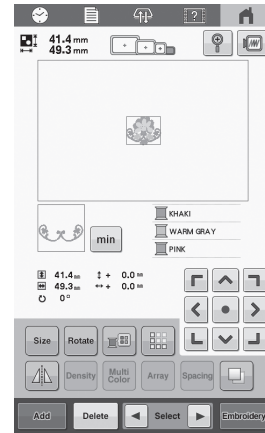 ?
41.4 mm
49.3 mm
KHAKI
min
WARM GRAY
PINK
41.4 mm + 0.0 mm
49.3 mm + 0.0 mm
0°
Size Rotate
Density Multi Color Array Spacing
Add Delete Select Embroidery